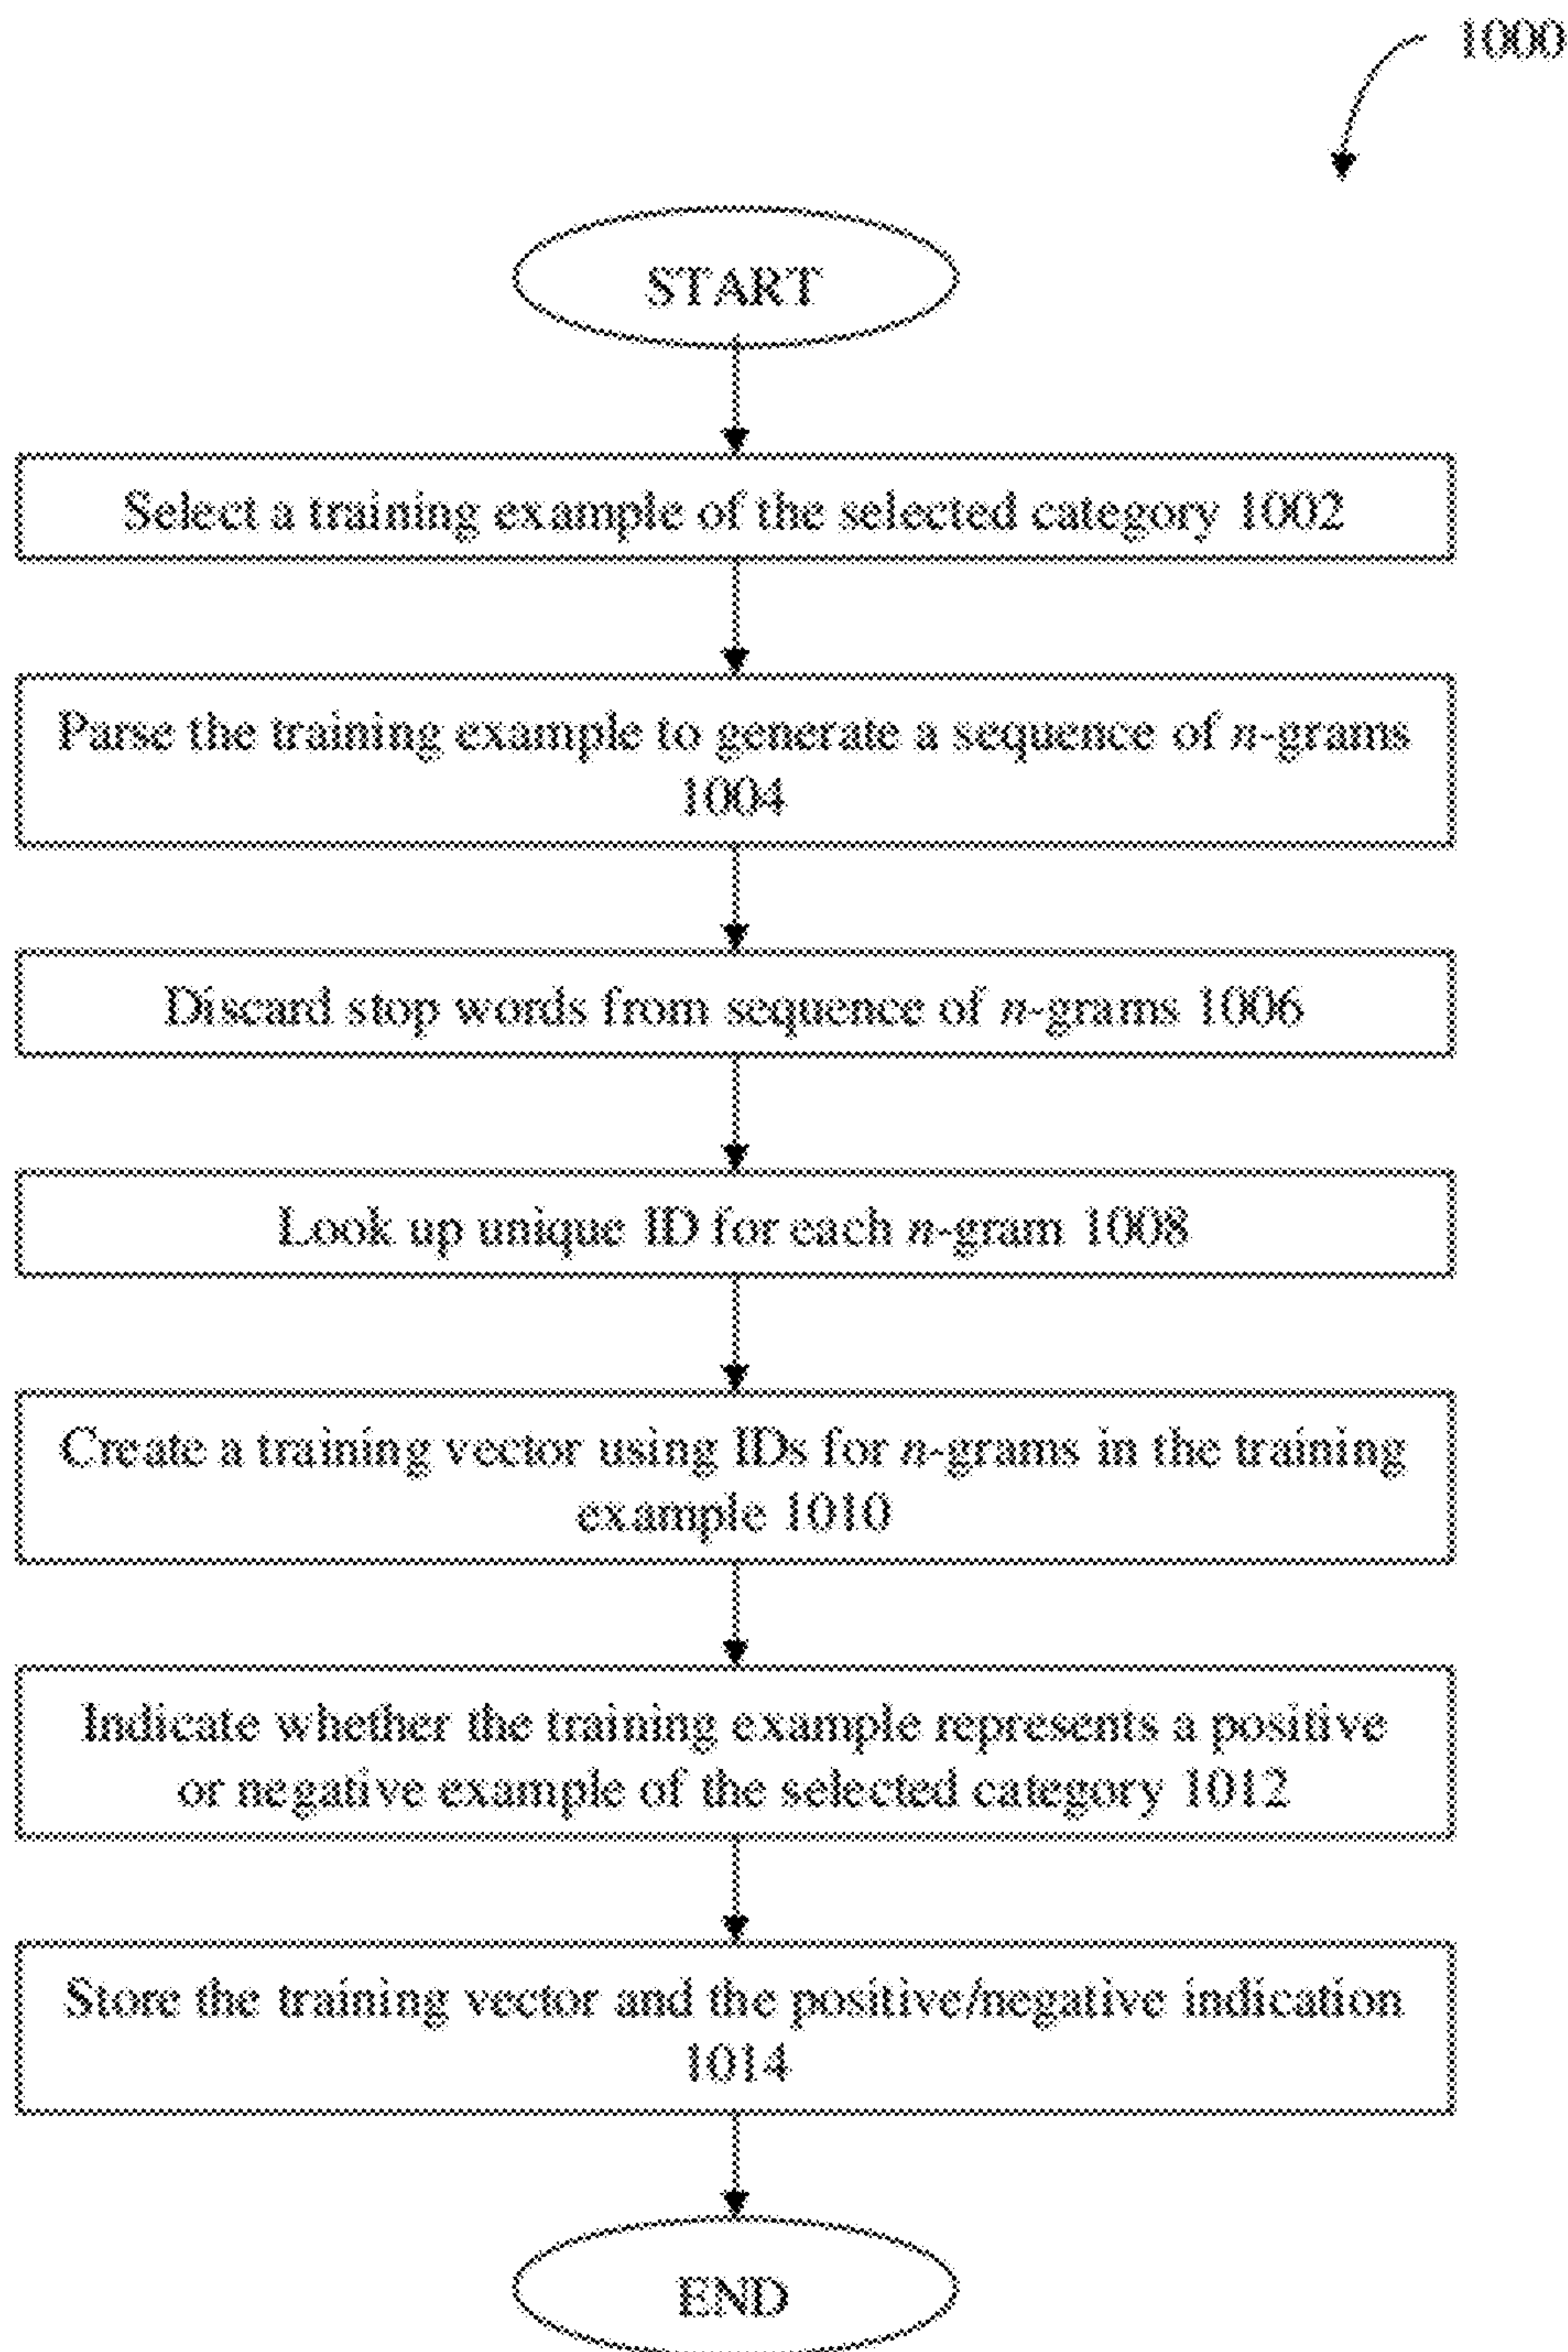 1000
START
Select a training example of the selected category 1002
Parse the training example to generate a sequence of n-grams
1004
Discard stop words from sequence of n-grams 1006
Look up unique ID for each n-gram 1008
Create a training vector using IDs for n-grams in the training
example 1010
Indicate whether the training example represents a positive
or negative example of the selected category 1012
Store the training vector and the positive/negative indication
1014
END